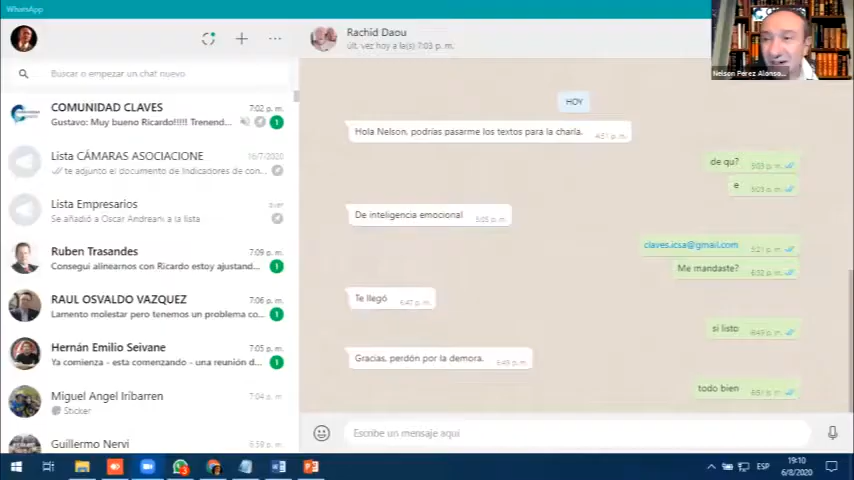 WhatsApp
Buscar o empezar un chat nuevo
COMUNIDAD CLAVES
7:02 p. m.
Gustavo: Muy bueno Ricardo!!!!! Trenend...
1
Lista CÁMARAS ASOCIACIONE
16/7/2020
te adjunto el documento de Indicadores de con...
Lista Empresarios
ayer
Se añadió a Oscar Andreani a la lista
Ruben Trasandes
7:09 p. m.
Consegui alinearnos con Ricardo estoy ajustand...
1
RAUL OSVALDO VAZQUEZ
7:06 p. m.
Lamento molestar pero tenemos un problema co...
1
Hernán Emilio Seivane
7:05 p. m.
Ya comienza - esta comenzando - una reunión d...
1
Miguel Angel Iribarren
7:04 p. m.
Sticker
Guillermo Nervi
6:58 p. m.
Rachid Daou
últ. vez hoy a la(s) 7:03 p. m.
Nelson Pérez Alonso...
HOY
Hola Nelson, podrías pasarme los textos para la charla.
4:51 p. m.
de qu?
5:03 p. m.
e
5:03 p. m.
De inteligencia emocional
5:05 p. m.
claves.icsa@gmail.com
5:21 p. m.
Me mandaste?
6:32 p. m.
Te llegó
6:47 p. m.
si listo
6:49 p. m.
Gracias, perdón por la demora.
6:49 p. m.
todo bien
6:51 p. m.
Escribe un mensaje aquí
3
ESP
19:10
6/8/2020